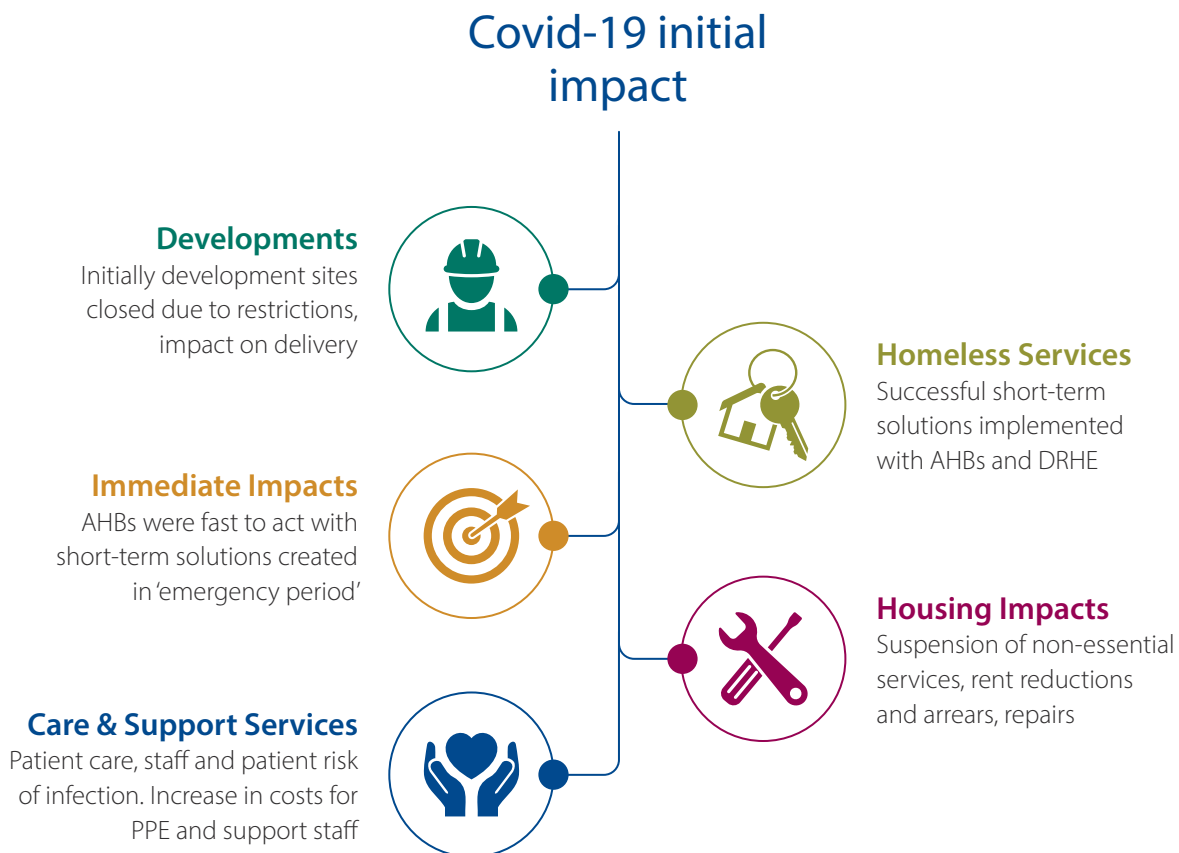 Covid-19 initial
impact
Developments
Initially development sites
closed due to restrictions,
impact on delivery
Homeless Services
Successful short-term
solutions implemented
with AHBs and DRHE
Immediate Impacts
AHBs were fast to act with
short-term solutions created
in ‘emergency period’
Housing Impacts
Suspension of non-essential
services, rent reductions
and arrears, repairs
Care & Support Services
Patient care, staff and patient risk
of infection. Increase in costs for
PPE and support staff